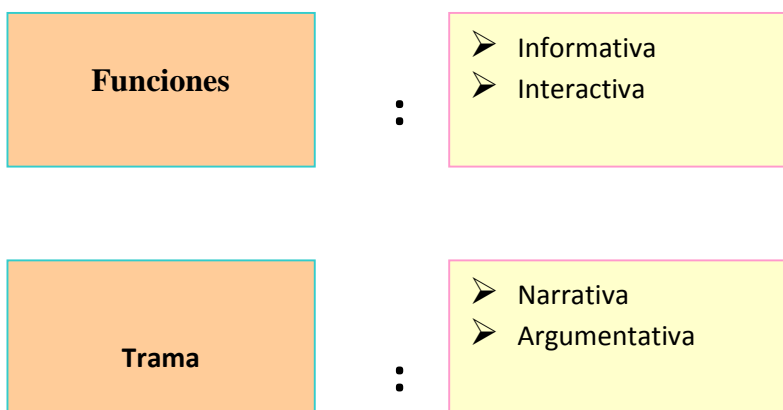 Funciones
:
➢ Informativa
➢ Interactiva
Trama
:
➢ Narrativa
➢ Argumentativa